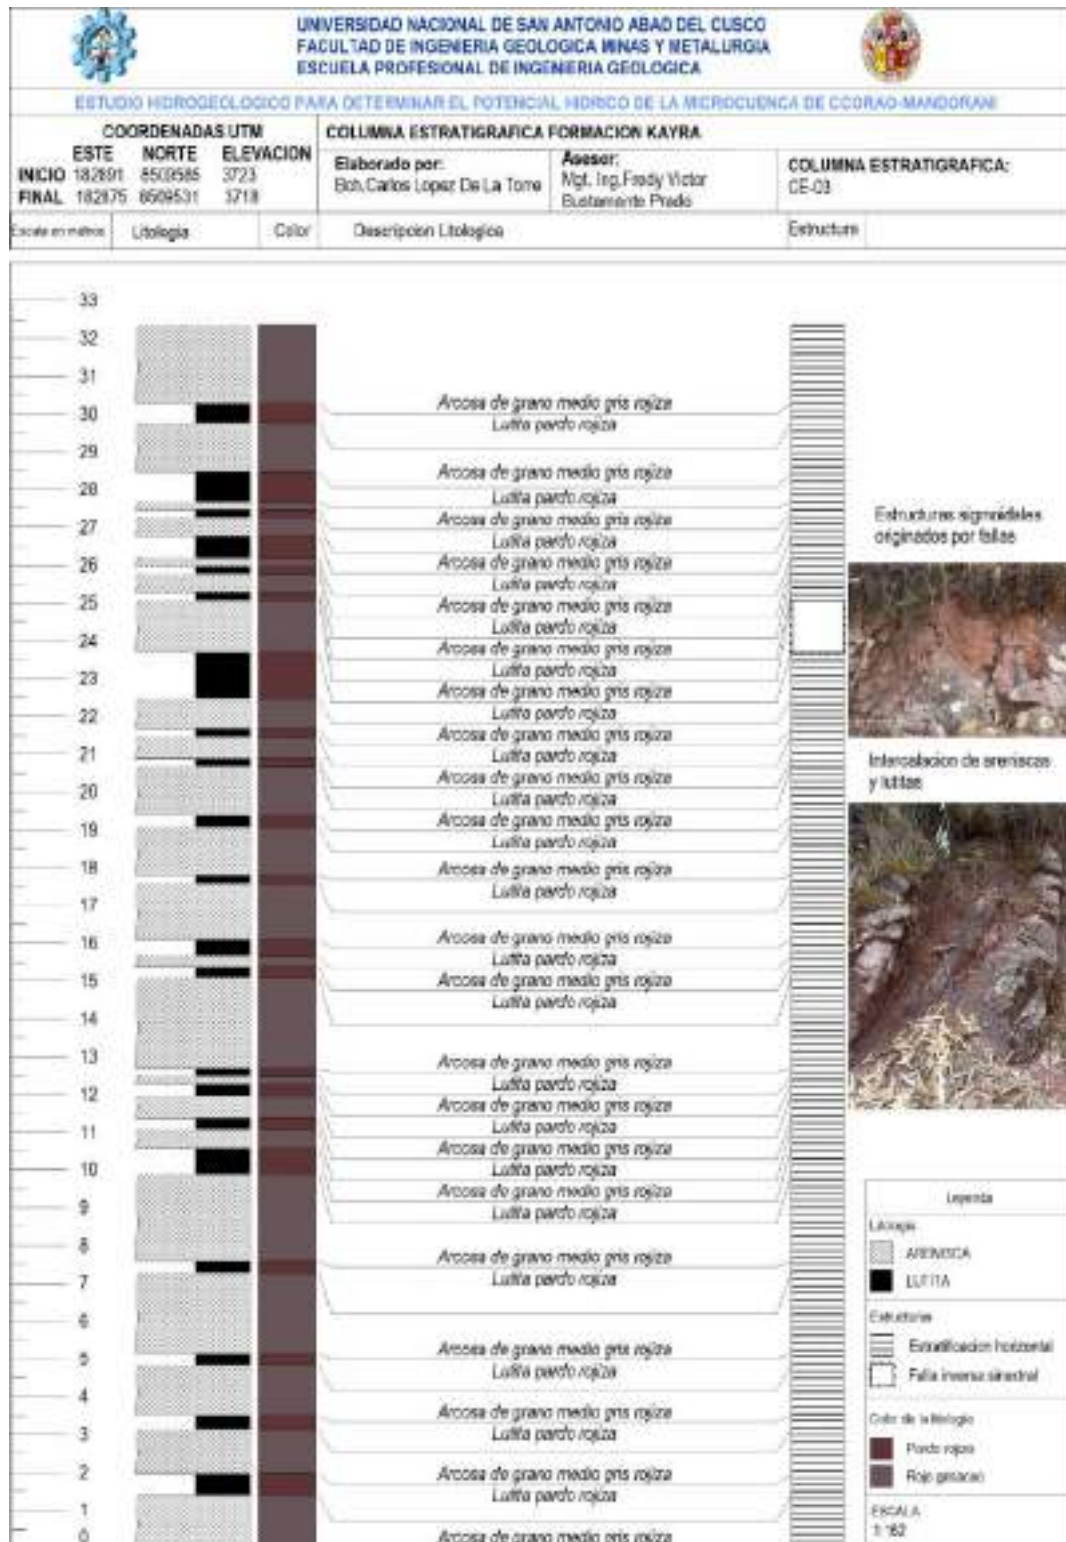 UNIVERSIDAD NACIONAL DE SAN ANTONIO ABAD DEL CUSCO
FACULTAD DE INGENIERIA GEOLOGICA MINAS Y METALURGIA
ESCUELA PROFESIONAL DE INGENIERIA GEOLOGICA
ESTUDIO HIDROGEOLOGICO PARA DETERMINAR EL POTENCIAL HIDRICO DE LA MICROCUENCA DE CCORAO-MANDORANI
COORDENADAS UTM
ESTE NORTE ELEVACION
INICIO 182891 8509585 3723
FINAL 182875 8509531 3718
COLUMNA ESTRATIGRAFICA FORMACION KAYRA
Elaborado por:
Bch.Carlos Lopez De La Torre
Asesor:
Mgt. Ing.Fredy Victor
Bustamante Prado
COLUMNA ESTRATIGRAFICA:
CE-03
Escala en metros Litologia Color Descripcion Litologica Estructura
33
32
31
30
29
28
27
26
25
24
23
22
21
20
19
18
17
16
15
14
13
12
11
10
9
8
7
6
5
4
3
2
1
0
Arcosa de grano medio gris rojiza
Lutita pardo rojiza
Arcosa de grano medio gris rojiza
Lutita pardo rojiza
Arcosa de grano medio gris rojiza
Lutita pardo rojiza
Arcosa de grano medio gris rojiza
Lutita pardo rojiza
Arcosa de grano medio gris rojiza
Lutita pardo rojiza
Arcosa de grano medio gris rojiza
Lutita pardo rojiza
Arcosa de grano medio gris rojiza
Lutita pardo rojiza
Arcosa de grano medio gris rojiza
Lutita pardo rojiza
Arcosa de grano medio gris rojiza
Lutita pardo rojiza
Arcosa de grano medio gris rojiza
Lutita pardo rojiza
Arcosa de grano medio gris rojiza
Lutita pardo rojiza
Arcosa de grano medio gris rojiza
Lutita pardo rojiza
Arcosa de grano medio gris rojiza
Lutita pardo rojiza
Arcosa de grano medio gris rojiza
Lutita pardo rojiza
Arcosa de grano medio gris rojiza
Lutita pardo rojiza
Arcosa de grano medio gris rojiza
Lutita pardo rojiza
Arcosa de grano medio gris rojiza
Lutita pardo rojiza
Arcosa de grano medio gris rojiza
Lutita pardo rojiza
Arcosa de grano medio gris rojiza
Lutita pardo rojiza
Arcosa de grano medio gris rojiza
Lutita pardo rojiza
Arcosa de grano medio gris rojiza
Estructuras sigmoidales
originados por fallas
Intercalacion de areniscas
y lutitas
Leyenda
Litologia
ARENISCA
LUTITA
Estructuras
Estratificacion horizontal
Falla inversa sinestral
Color de la litologia
Pardo rojizo
Rojo grisaceo
ESCALA
1:162